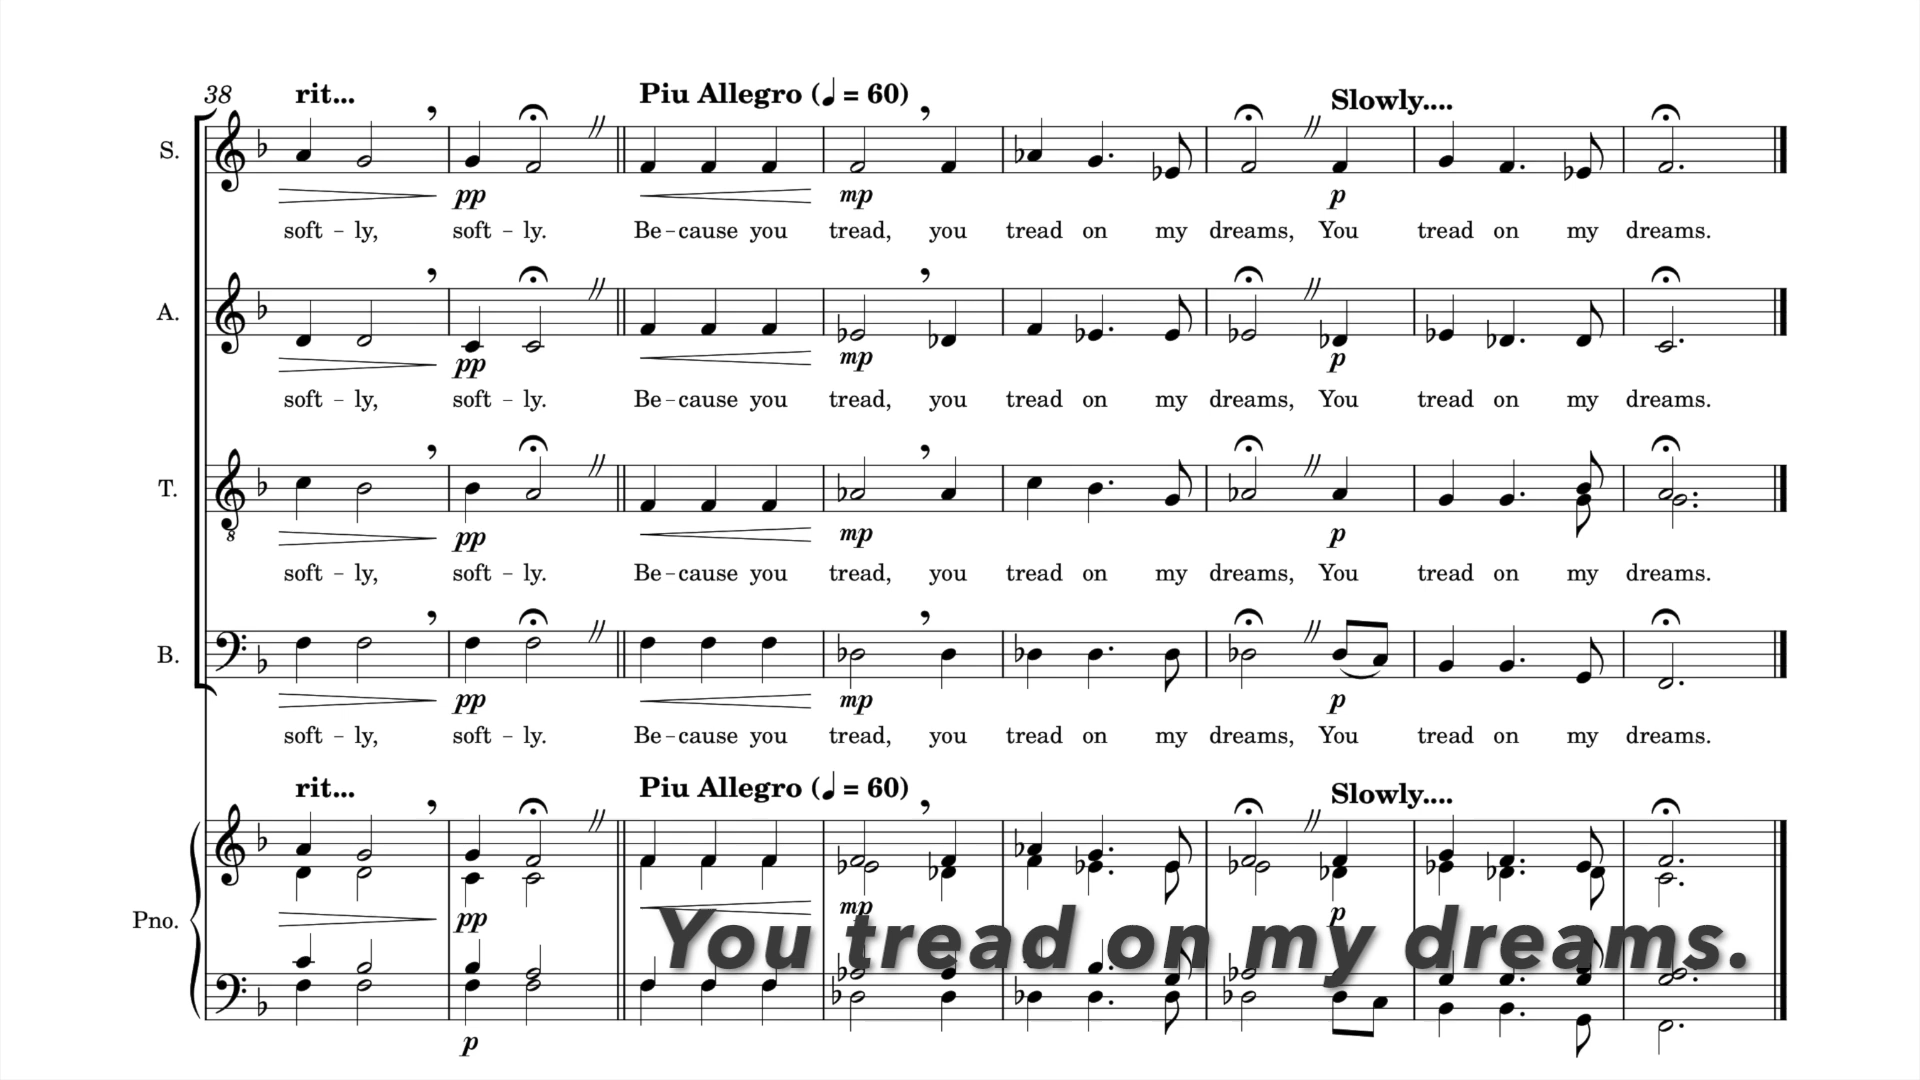 38 rit... Piu Allegro (♩ = 60) Slowly....
S.
pp mp p
soft – ly, soft – ly. Be – cause you tread, you tread on my dreams, You tread on my dreams.
A.
pp mp p
soft – ly, soft – ly. Be – cause you tread, you tread on my dreams, You tread on my dreams.
T.
8
pp mp p
soft – ly, soft – ly. Be – cause you tread, you tread on my dreams, You tread on my dreams.
B.
pp mp p
soft – ly, soft – ly. Be – cause you tread, you tread on my dreams, You tread on my dreams.
rit... Piu Allegro (♩ = 60) Slowly....
Pno.
pp mp p
You tread on my dreams.
p